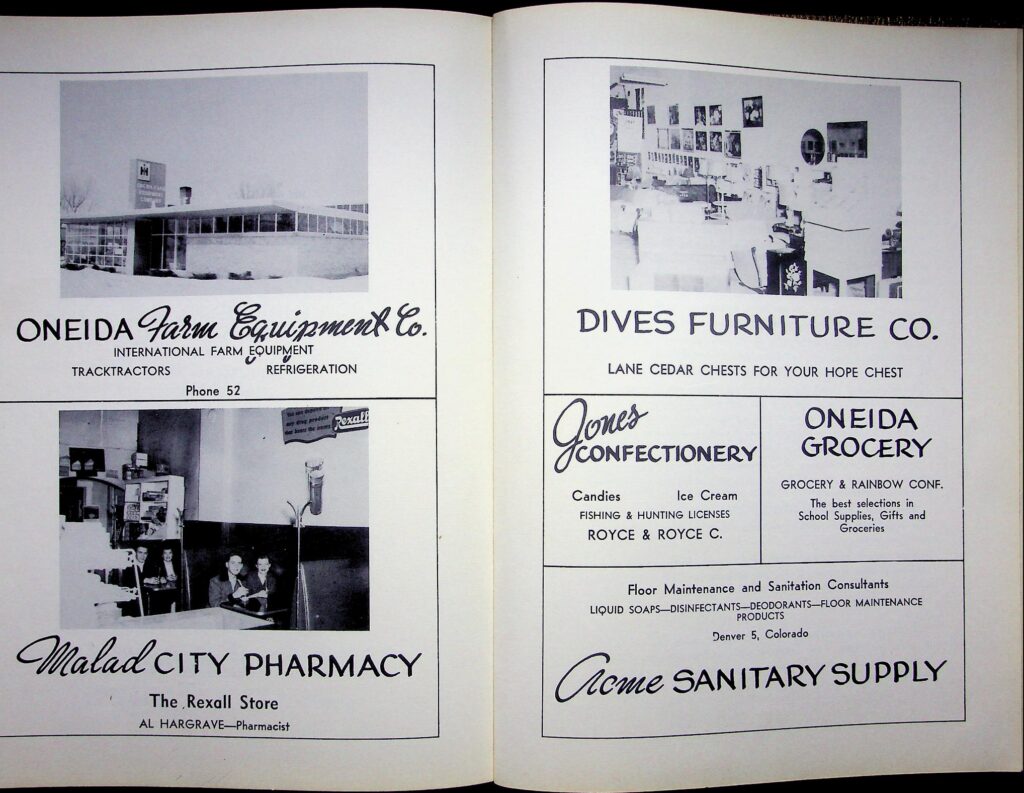 ONEIDA Farm Equipment Co.
INTERNATIONAL FARM EQUIPMENT
TRACKTRACTORS REFRIGERATION
Phone 52
Rexall
Malad CITY PHARMACY
The Rexall Store
AL HARGRAVE—Pharmacist
DIVES FURNITURE CO.
LANE CEDAR CHESTS FOR YOUR HOPE CHEST
Jones
CONFECTIONERY
Candies Ice Cream
FISHING & HUNTING LICENSES
ROYCE & ROYCE C.
ONEIDA
GROCERY
GROCERY & RAINBOW CONF.
The best selections in
School Supplies, Gifts and
Groceries
Floor Maintenance and Sanitation Consultants
LIQUID SOAPS—DISINFECTANTS—DEODORANTS—FLOOR MAINTENANCE
PRODUCTS
Denver 5, Colorado
Acme SANITARY SUPPLY